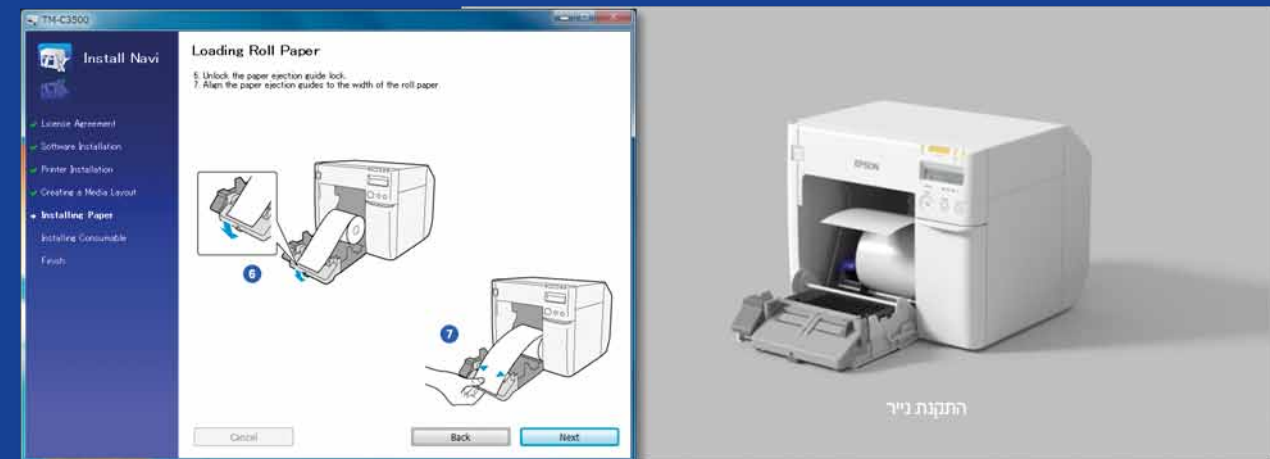 TM-C3500
Install Navi
License Agreement
Software Installation
Printer Installation
Creating a Media Layout
Installing Paper
Installing Consumable
Finish
Loading Roll Paper
6. Unlock the paper ejection guide lock.
7. Align the paper ejection guides to the width of the roll paper.
6
7
Cancel
Back
Next
EPSON
התקנת נייר